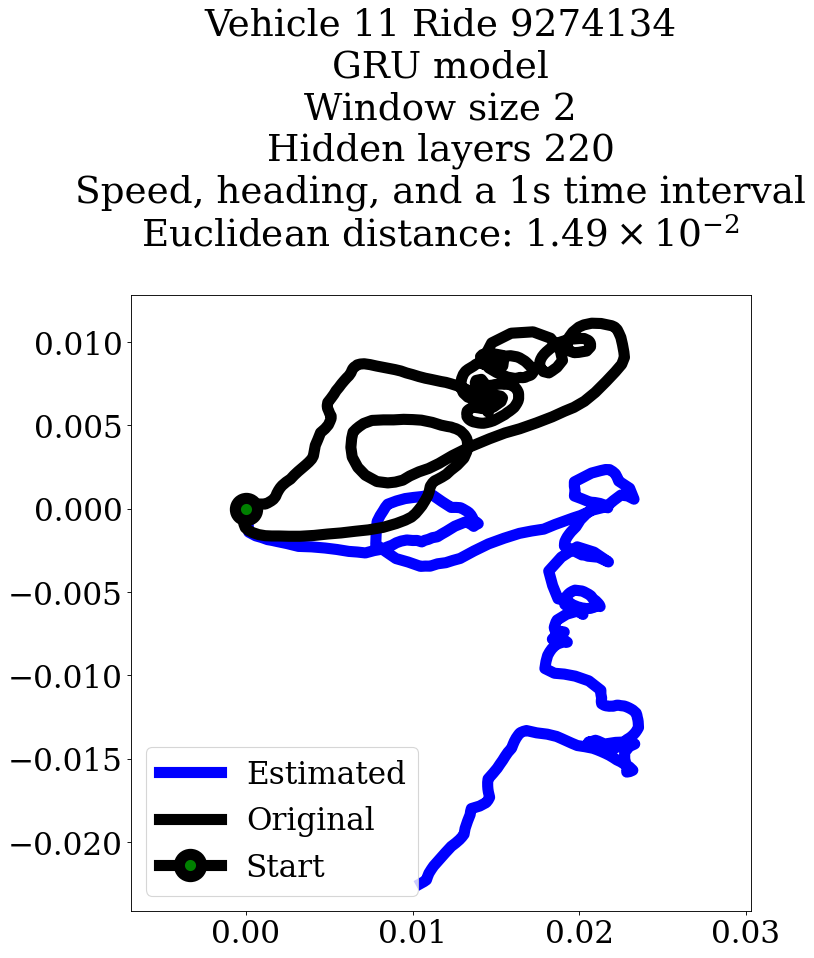 Vehicle 11 Ride 9274134
GRU model
Window size 2
Hidden layers 220
Speed, heading, and a 1s time interval
Euclidean distance: 1.49 × 10⁻²
0.010
0.005
0.000
−0.005
−0.010
−0.015
−0.020
Estimated
Original
Start
0.00 0.01 0.02 0.03